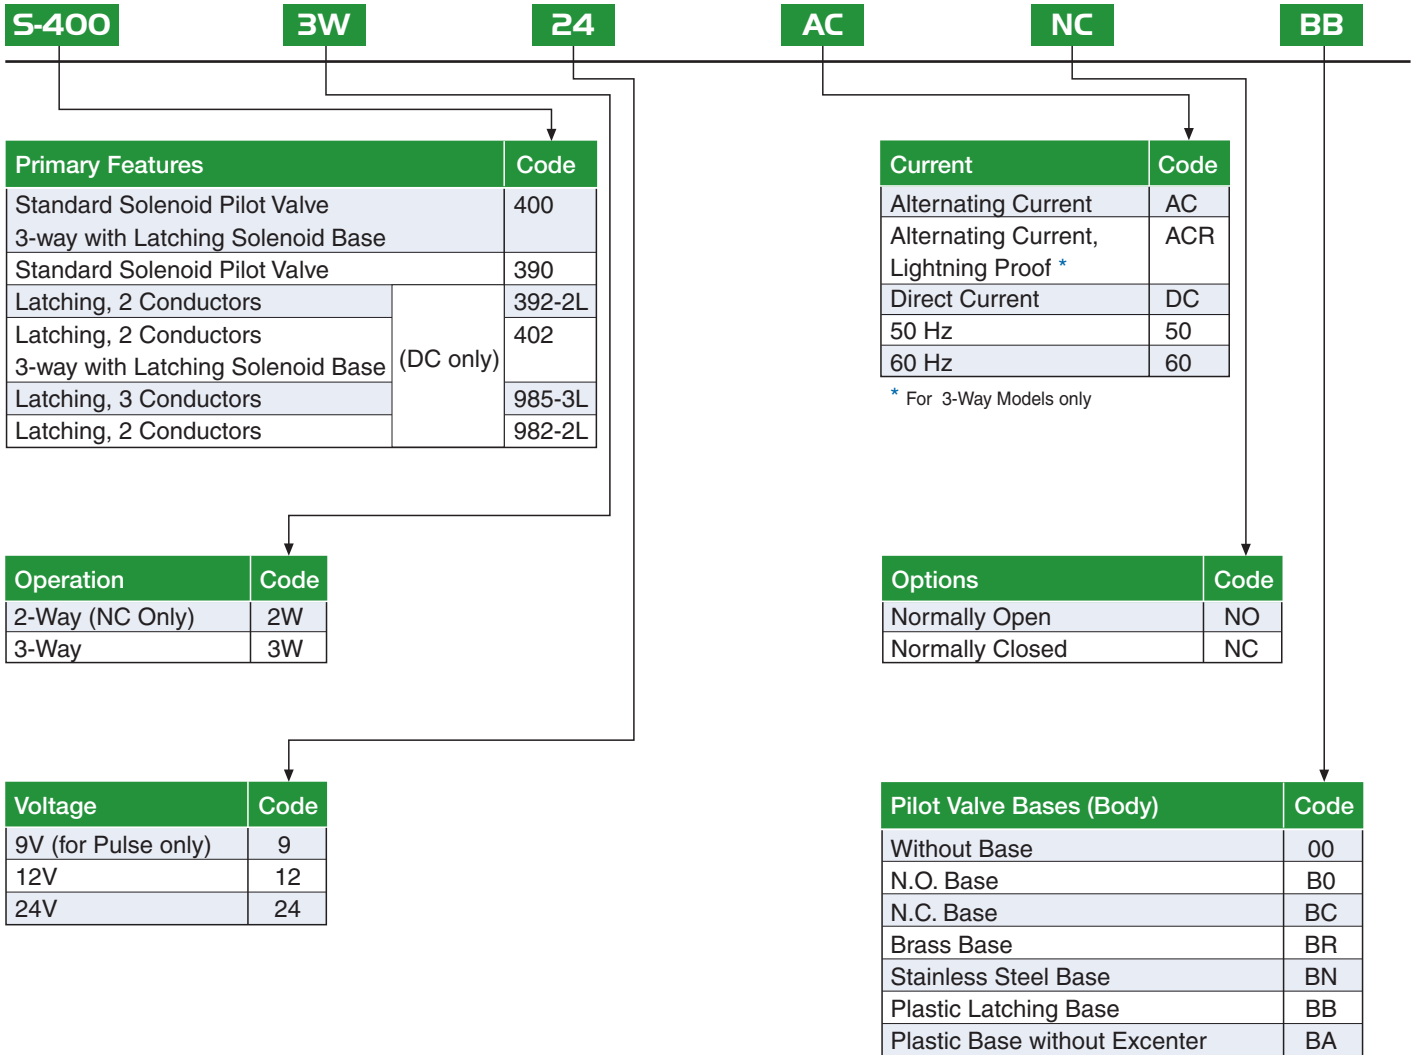 S-400 3W 24 AC NC BB
Primary Features Code
Standard Solenoid Pilot Valve 400
3-way with Latching Solenoid Base
Standard Solenoid Pilot Valve 390
Latching, 2 Conductors 392-2L
Latching, 2 Conductors 402
3-way with Latching Solenoid Base
(DC only)
Latching, 3 Conductors 985-3L
Latching, 2 Conductors 982-2L
Current Code
Alternating Current AC
Alternating Current, ACR
Lightning Proof *
Direct Current DC
50 Hz 50
60 Hz 60
* For 3-Way Models only
Operation Code
2-Way (NC Only) 2W
3-Way 3W
Options Code
Normally Open NO
Normally Closed NC
Voltage Code
9V (for Pulse only) 9
12V 12
24V 24
Pilot Valve Bases (Body) Code
Without Base 00
N.O. Base B0
N.C. Base BC
Brass Base BR
Stainless Steel Base BN
Plastic Latching Base BB
Plastic Base without Excenter BA